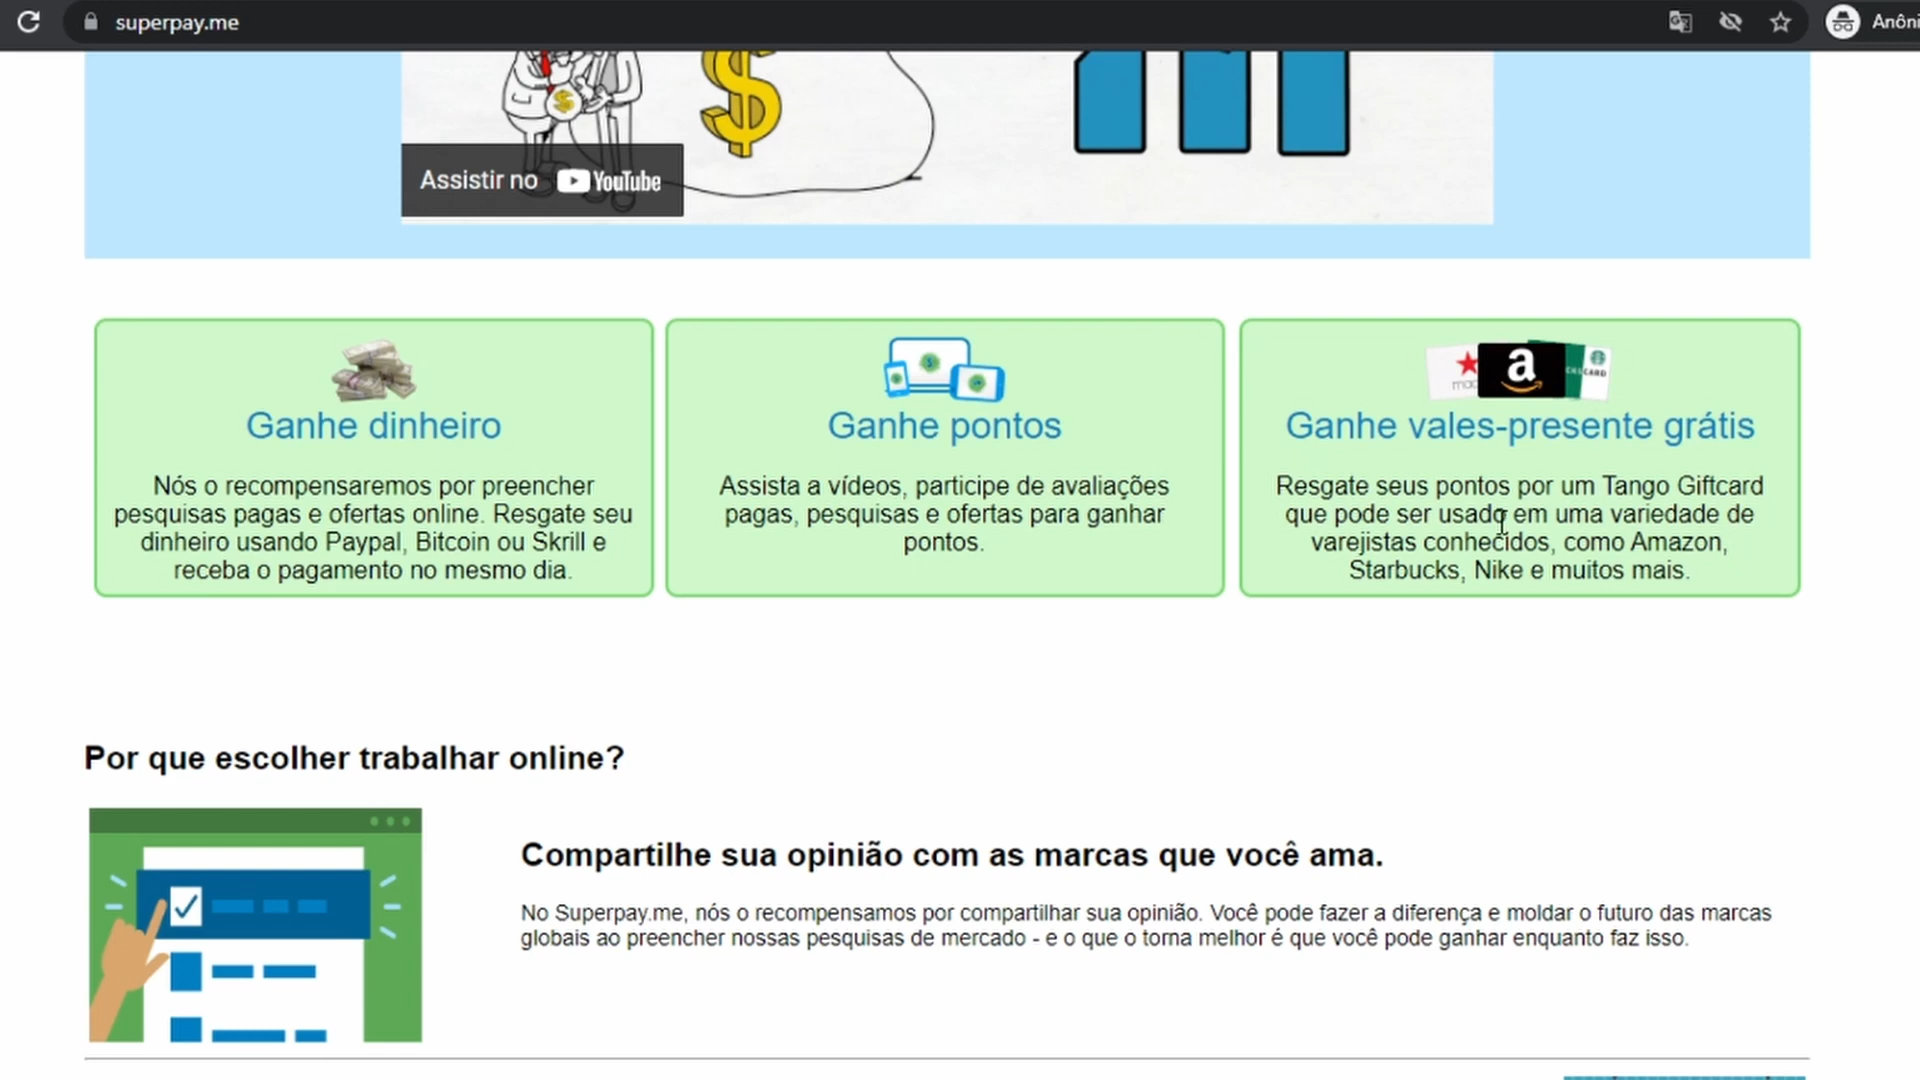 superpay.me
Anôni
Assistir no YouTube
Ganhe dinheiro
Nós o recompensaremos por preencher
pesquisas pagas e ofertas online. Resgate seu
dinheiro usando Paypal, Bitcoin ou Skrill e
receba o pagamento no mesmo dia.
Ganhe pontos
Assista a vídeos, participe de avaliações
pagas, pesquisas e ofertas para ganhar
pontos.
a
Ganhe vales-presente grátis
Resgate seus pontos por um Tango Giftcard
que pode ser usado em uma variedade de
varejistas conhecidos, como Amazon,
Starbucks, Nike e muitos mais.
Por que escolher trabalhar online?
Compartilhe sua opinião com as marcas que você ama.
No Superpay.me, nós o recompensamos por compartilhar sua opinião. Você pode fazer a diferença e moldar o futuro das marcas
globais ao preencher nossas pesquisas de mercado - e o que o torna melhor é que você pode ganhar enquanto faz isso.